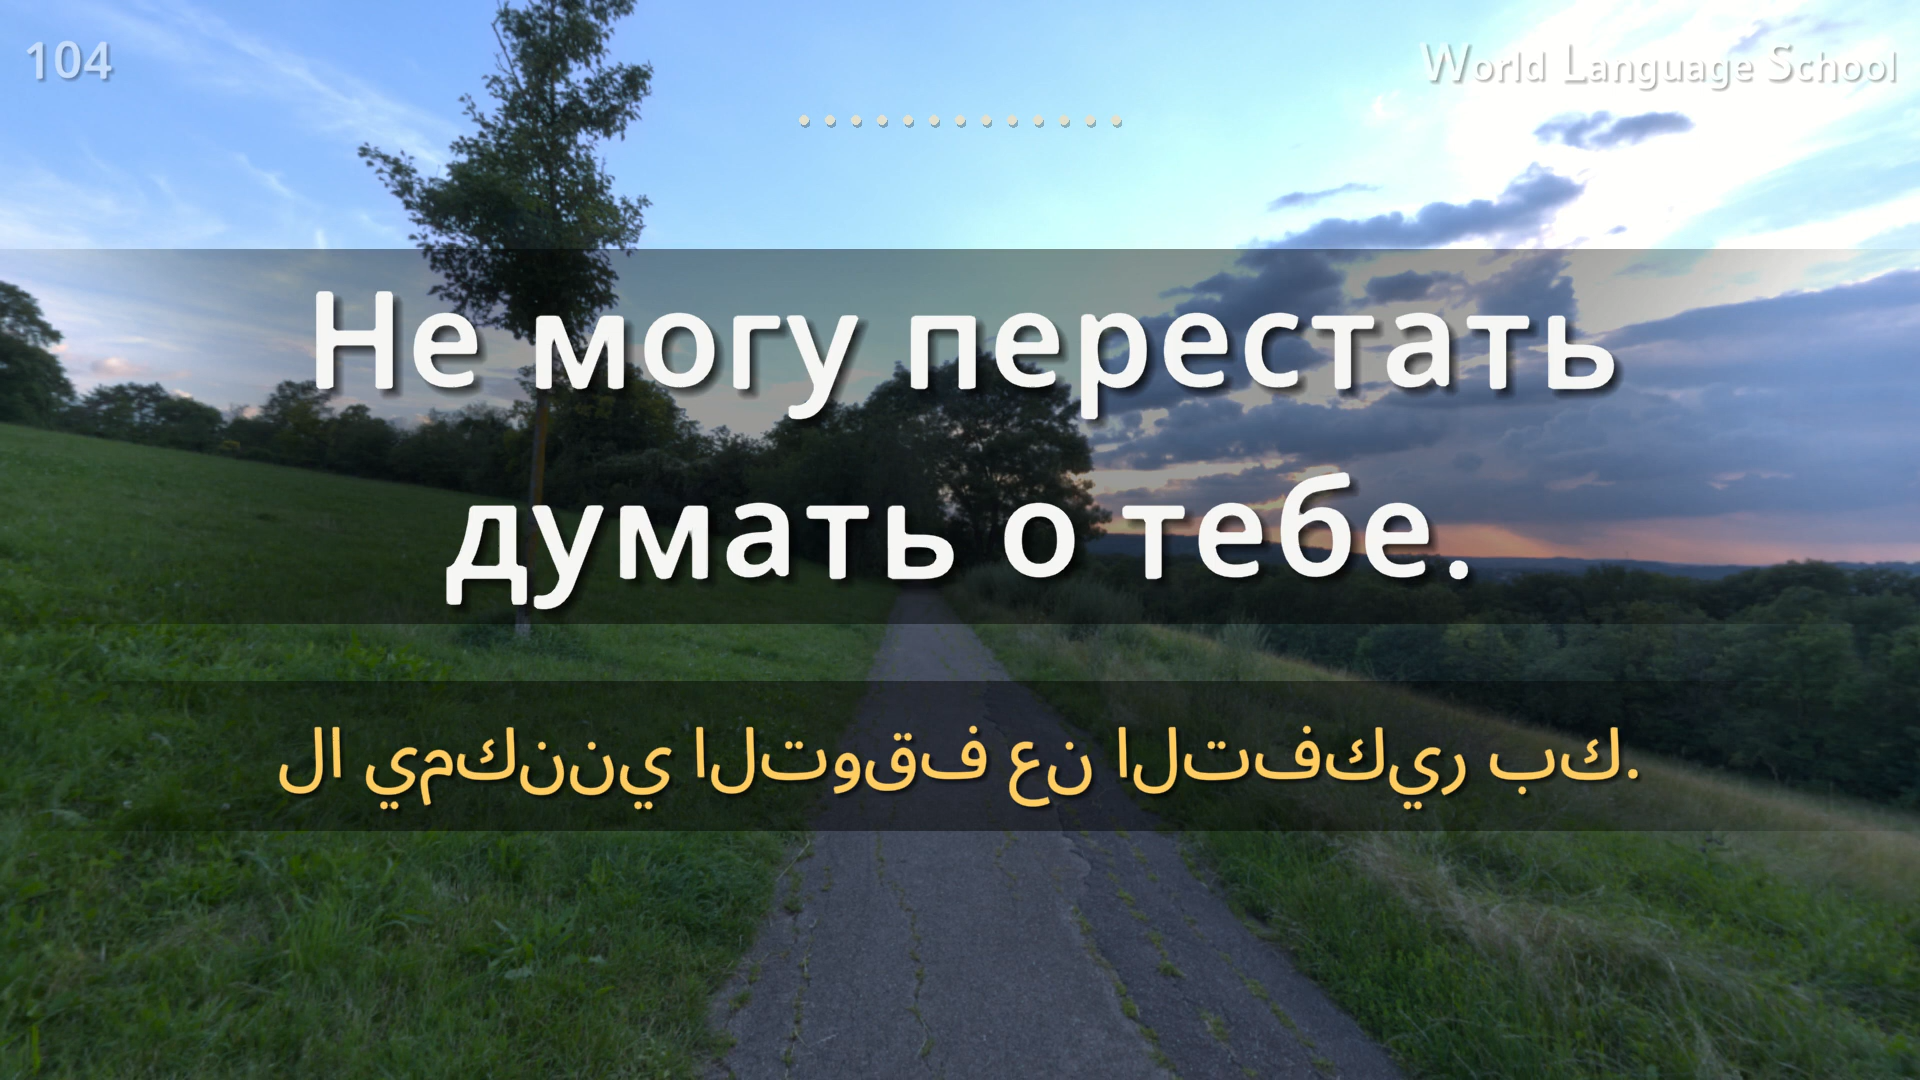 104
World Language School
Не могу перестать
думать о тебе.
لا يمكنني التوقف عن التفكير بك.